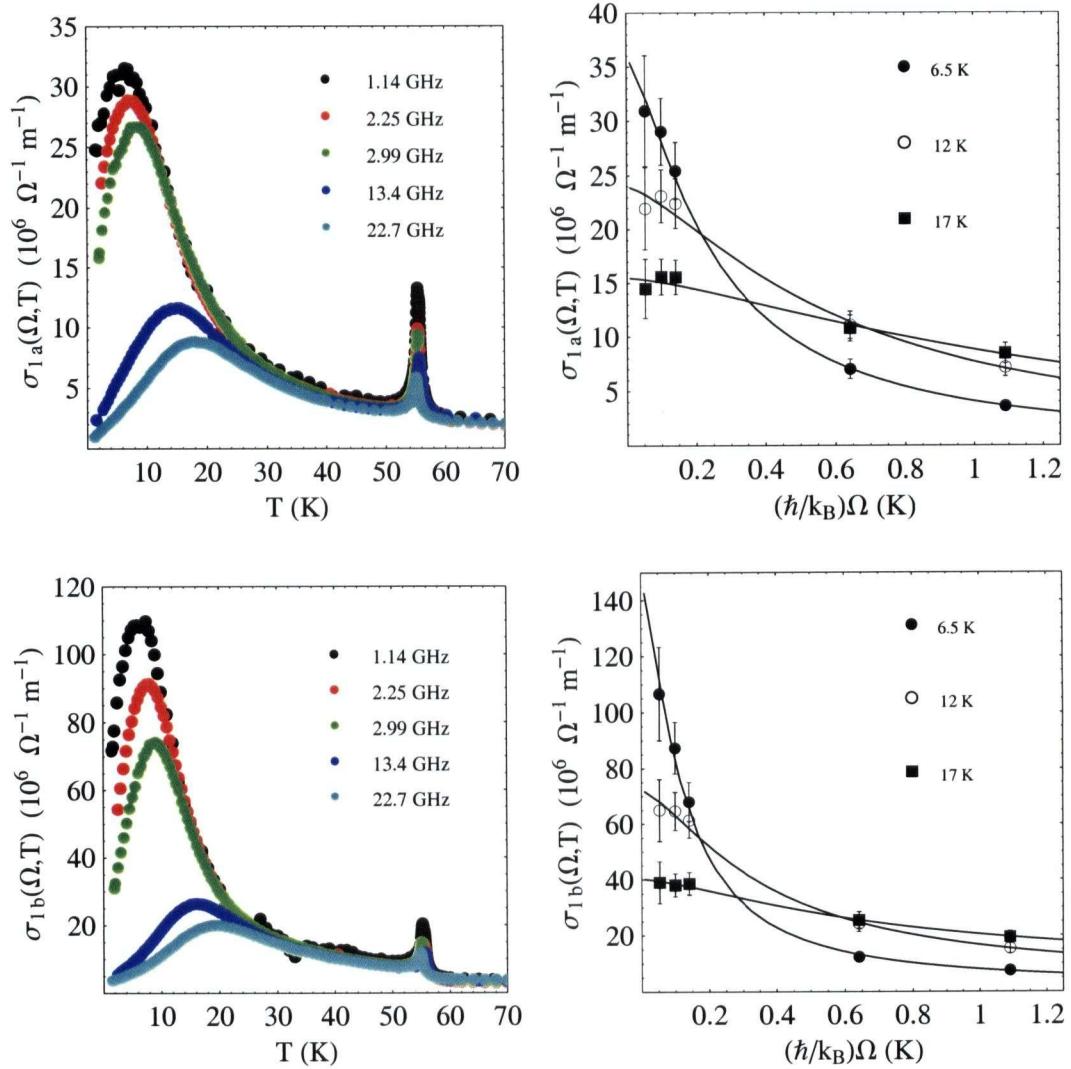 35
30
25
20
15
10
5
σ1a(Ω,T) (10⁶ Ω⁻¹ m⁻¹)
1.14 GHz
2.25 GHz
2.99 GHz
13.4 GHz
22.7 GHz
10 20 30 40 50 60 70
T (K)
40
35
30
25
20
15
10
5
σ1a(Ω,T) (10⁶ Ω⁻¹ m⁻¹)
6.5 K
12 K
17 K
0.2 0.4 0.6 0.8 1 1.2
(ℏ/kB)Ω (K)
120
100
80
60
40
20
σ1b(Ω,T) (10⁶ Ω⁻¹ m⁻¹)
1.14 GHz
2.25 GHz
2.99 GHz
13.4 GHz
22.7 GHz
10 20 30 40 50 60 70
T (K)
140
120
100
80
60
40
20
σ1b(Ω,T) (10⁶ Ω⁻¹ m⁻¹)
6.5 K
12 K
17 K
0.2 0.4 0.6 0.8 1 1.2
(ℏ/kB)Ω (K)